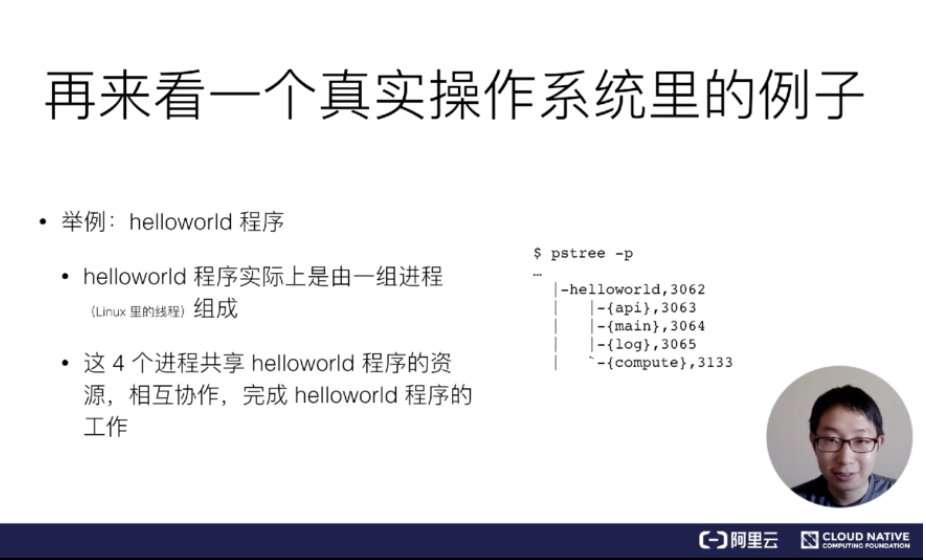 再来看一个真实操作系统里的例子
• 举例：helloworld 程序
• helloworld 程序实际上是由一组进程
（Linux 里的线程）组成
• 这 4 个进程共享 helloworld 程序的资
源，相互协作，完成 helloworld 程序的
工作
$ pstree -p
…
|-helloworld,3062
|   |-{api},3063
|   |-{main},3064
|   |-{log},3065
|   `-{compute},3133
阿里云
CLOUD NATIVE
COMPUTING FOUNDATION